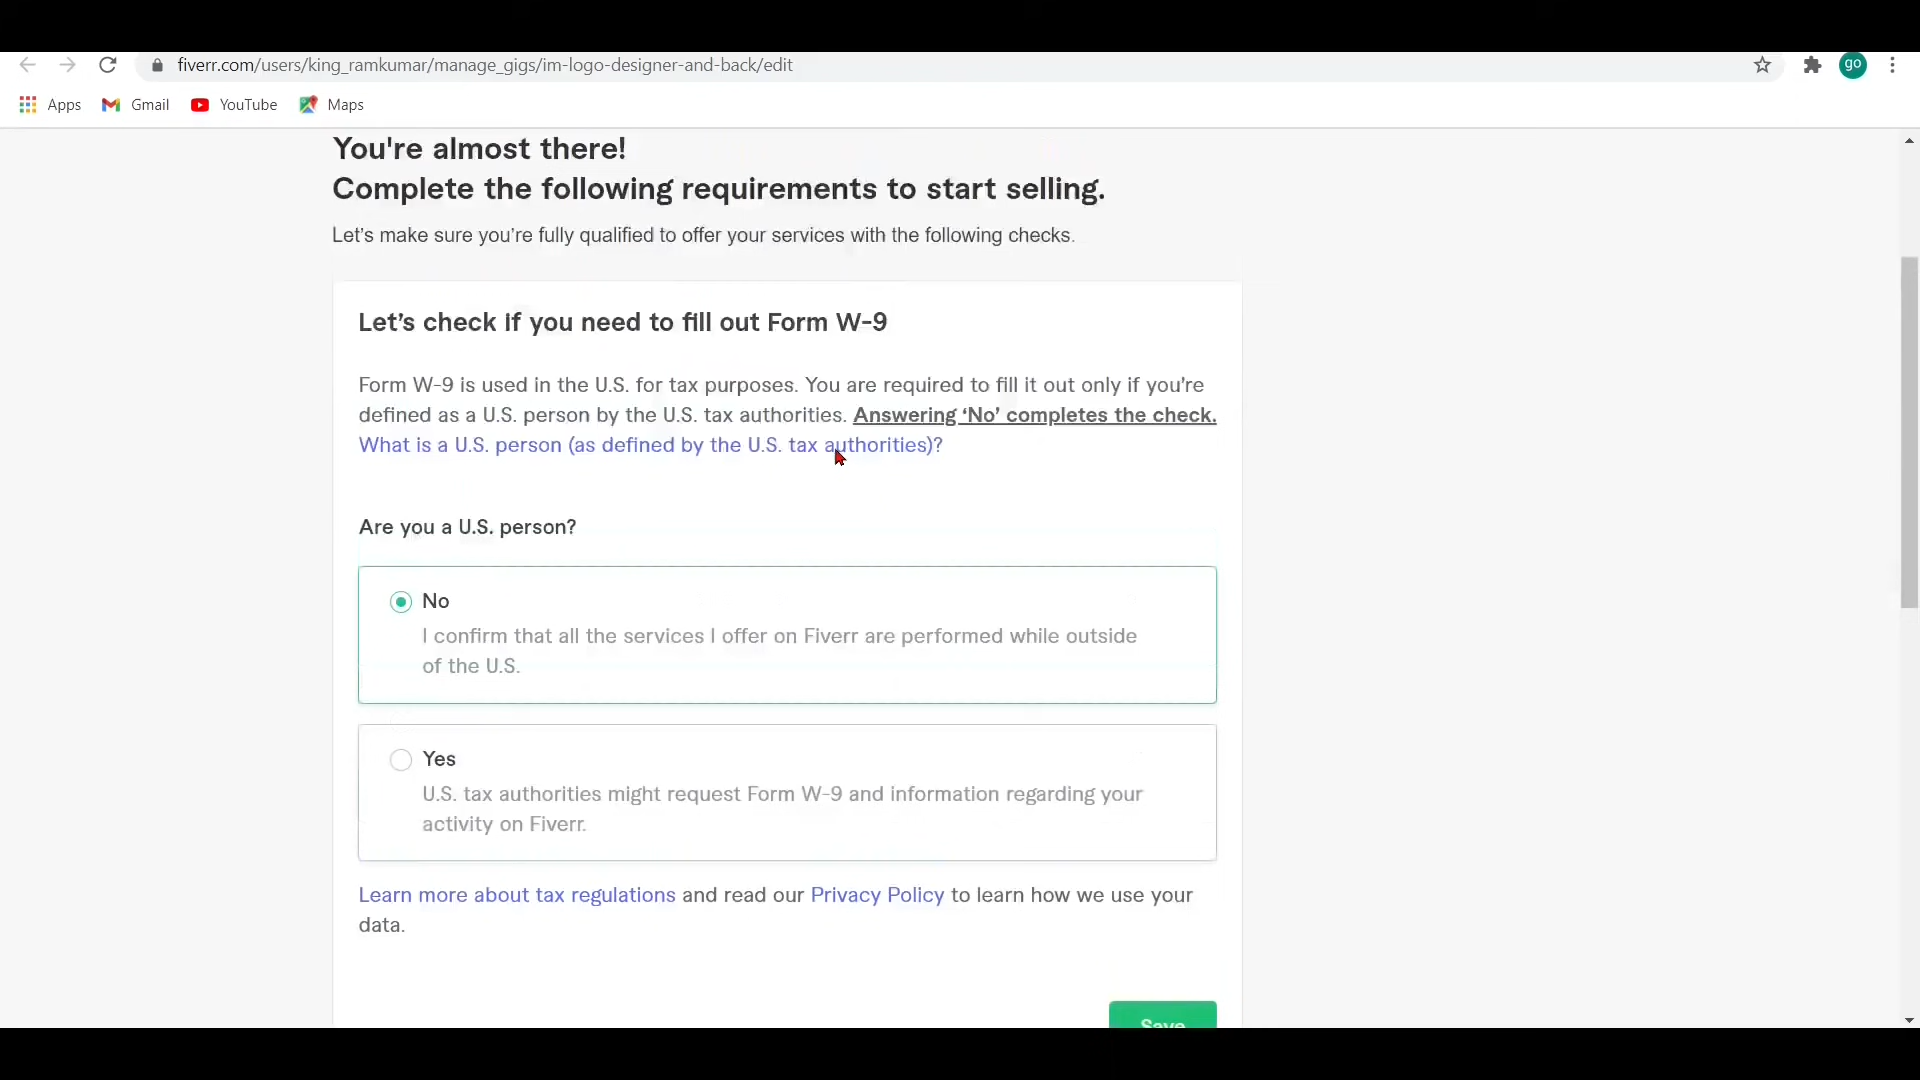 fiverr.com/users/king_ramkumar/manage_gigs/im-logo-designer-and-back/edit
go
Apps Gmail YouTube Maps
You're almost there!
Complete the following requirements to start selling.
Let's make sure you're fully qualified to offer your services with the following checks.
Let's check if you need to fill out Form W-9
Form W-9 is used in the U.S. for tax purposes. You are required to fill it out only if you're
defined as a U.S. person by the U.S. tax authorities. Answering ‘No’ completes the check.
What is a U.S. person (as defined by the U.S. tax authorities)?
Are you a U.S. person?
No
I confirm that all the services I offer on Fiverr are performed while outside
of the U.S.
Yes
U.S. tax authorities might request Form W-9 and information regarding your
activity on Fiverr.
Learn more about tax regulations and read our Privacy Policy to learn how we use your
data.
Save